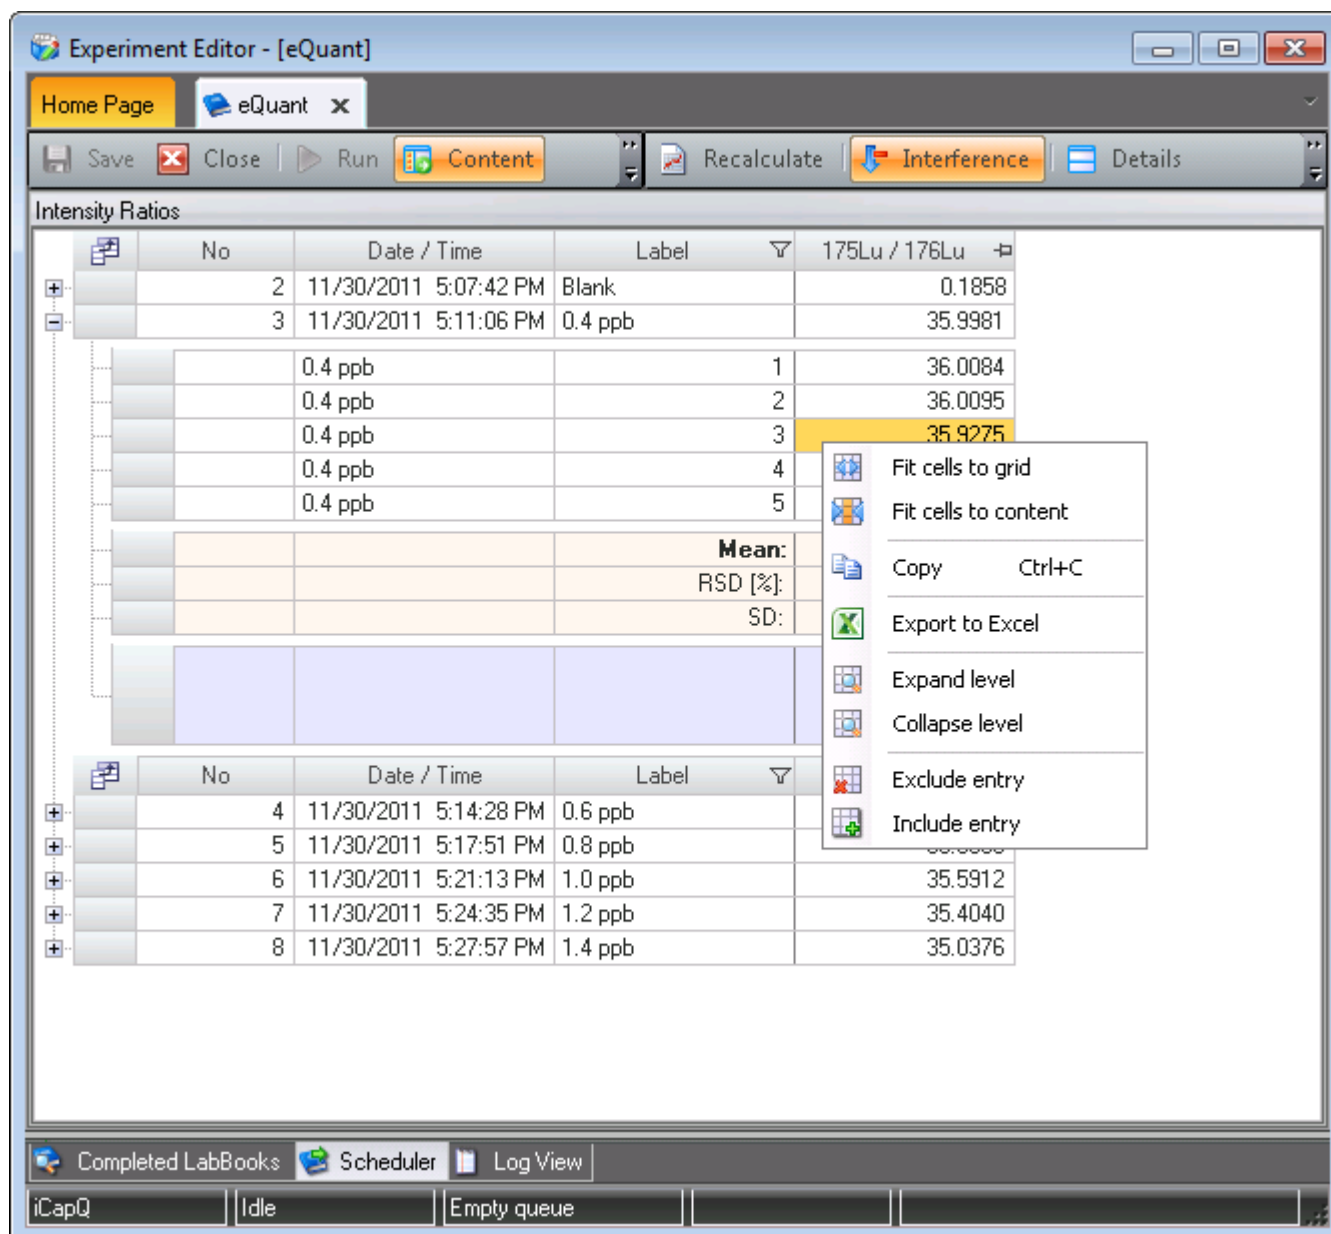 Experiment Editor - [eQuant]
Home Page eQuant
Save Close Run Content Recalculate Interference Details
Intensity Ratios
No Date / Time Label 175Lu / 176Lu
2 11/30/2011 5:07:42 PM Blank 0.1858
3 11/30/2011 5:11:06 PM 0.4 ppb 35.9981
0.4 ppb 1 36.0084
0.4 ppb 2 36.0095
0.4 ppb 3 35.9275
0.4 ppb 4
0.4 ppb 5
Mean:
RSD [%]:
SD:
Fit cells to grid
Fit cells to content
Copy Ctrl+C
Export to Excel
Expand level
Collapse level
Exclude entry
Include entry
No Date / Time Label
4 11/30/2011 5:14:28 PM 0.6 ppb
5 11/30/2011 5:17:51 PM 0.8 ppb
6 11/30/2011 5:21:13 PM 1.0 ppb 35.5912
7 11/30/2011 5:24:35 PM 1.2 ppb 35.4040
8 11/30/2011 5:27:57 PM 1.4 ppb 35.0376
Completed LabBooks Scheduler Log View
iCapQ Idle Empty queue